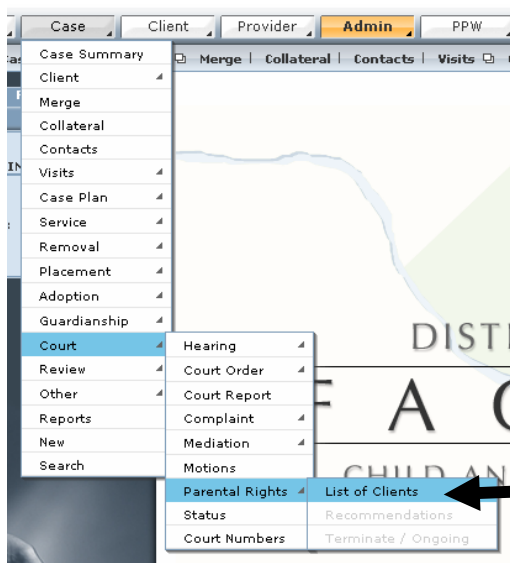 Case Client Provider Admin PPW
Merge | Collateral | Contacts | Visits
Case Summary
Client
Merge
Collateral
Contacts
Visits
Case Plan
Service
Removal
Placement
Adoption
Guardianship
Court
Review
Other
Reports
New
Search
Hearing
Court Order
Court Report
Complaint
Mediation
Motions
Parental Rights
Status
Court Numbers
List of Clients
Recommendations
Terminate / Ongoing
DISTR
F A C
CHILD AN